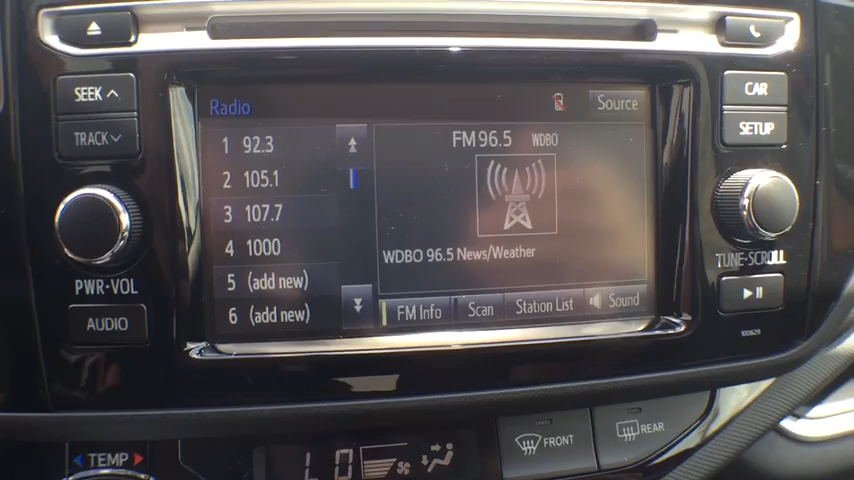 SEEK
TRACK
PWR·VOL
AUDIO
Radio
Source
1 92.3
2 105.1
3 107.7
4 1000
5 (add new)
6 (add new)
FM 96.5 WDBO
WDBO 96.5 News/Weather
FM Info
Scan
Station List
Sound
CAR
SETUP
TUNE·SCROLL
100629
TEMP
LO
FRONT
REAR